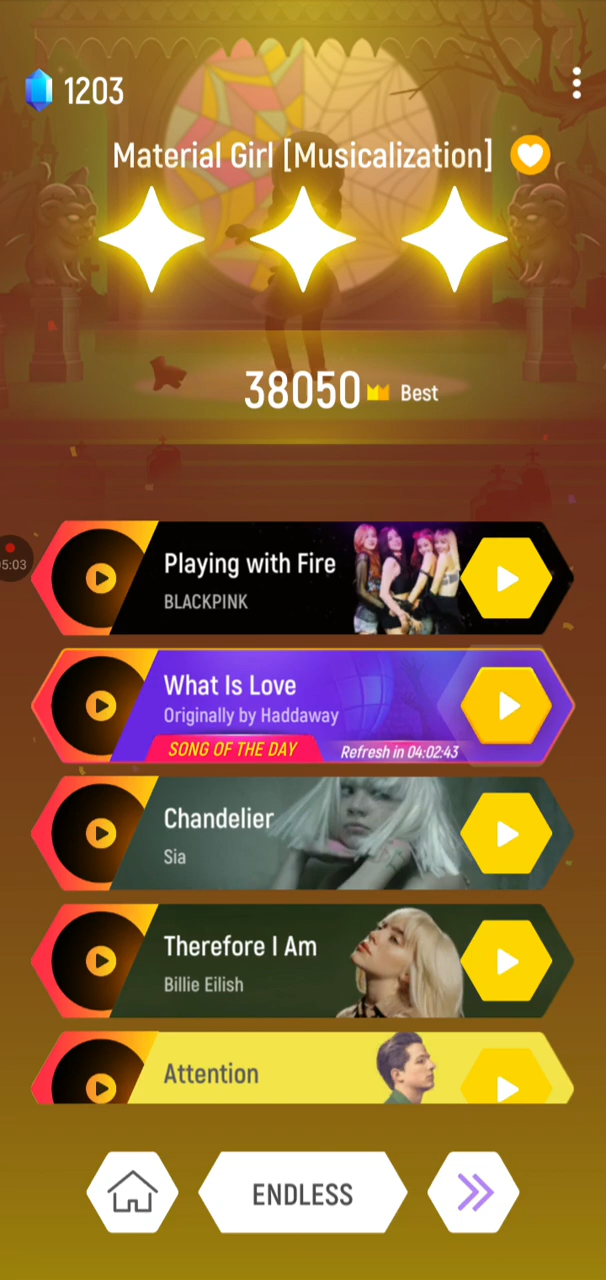 1203
Material Girl [Musicalization]
38050 Best
Playing with Fire
BLACKPINK
5:03
What Is Love
Originally by Haddaway
SONG OF THE DAY
Refresh in 04:02:43
Chandelier
Sia
Therefore I Am
Billie Eilish
Attention
ENDLESS